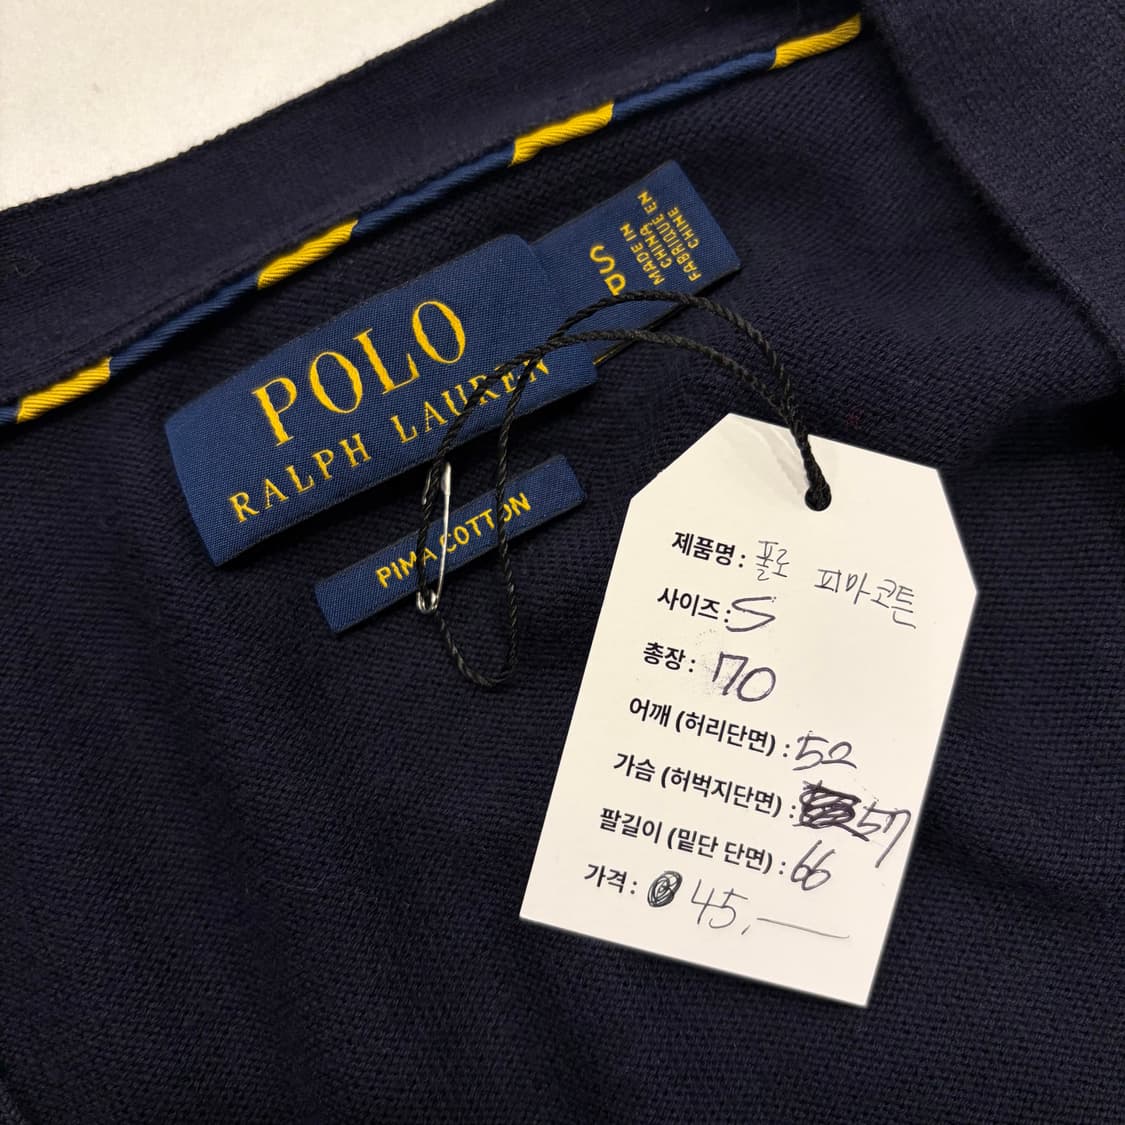 POLO
RALPH LAUREN
PIMA COTTON
MADE IN
CHINA
FABRIQUE EN
CHINE
제품명: 폴로 피마코튼
사이즈: S
총장: 70
어깨 (허리단면) : 52
가슴 (허벅지단면) : 57
팔길이 (밑단 단면) : 66
가격: 45,—